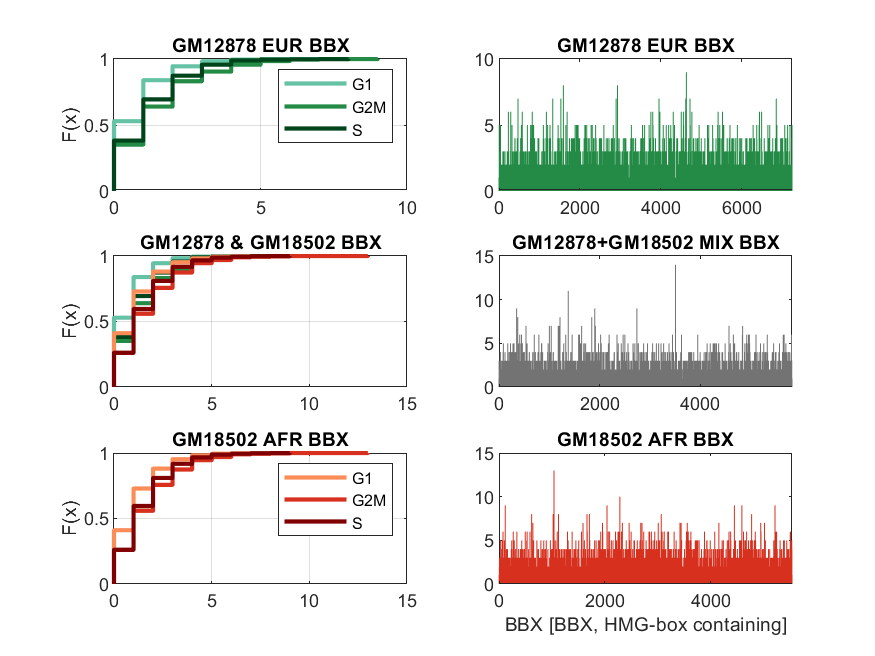 GM12878 EUR BBX
1
0.5
0
F(x)
0 5 10
G1
G2M
S
GM12878 EUR BBX
10
5
0
0 2000 4000 6000
GM12878 & GM18502 BBX
1
0.5
0
F(x)
0 5 10 15
GM12878+GM18502 MIX BBX
15
10
5
0
0 2000 4000
GM18502 AFR BBX
1
0.5
0
F(x)
0 5 10 15
G1
G2M
S
GM18502 AFR BBX
15
10
5
0
0 2000 4000
BBX [BBX, HMG-box containing]